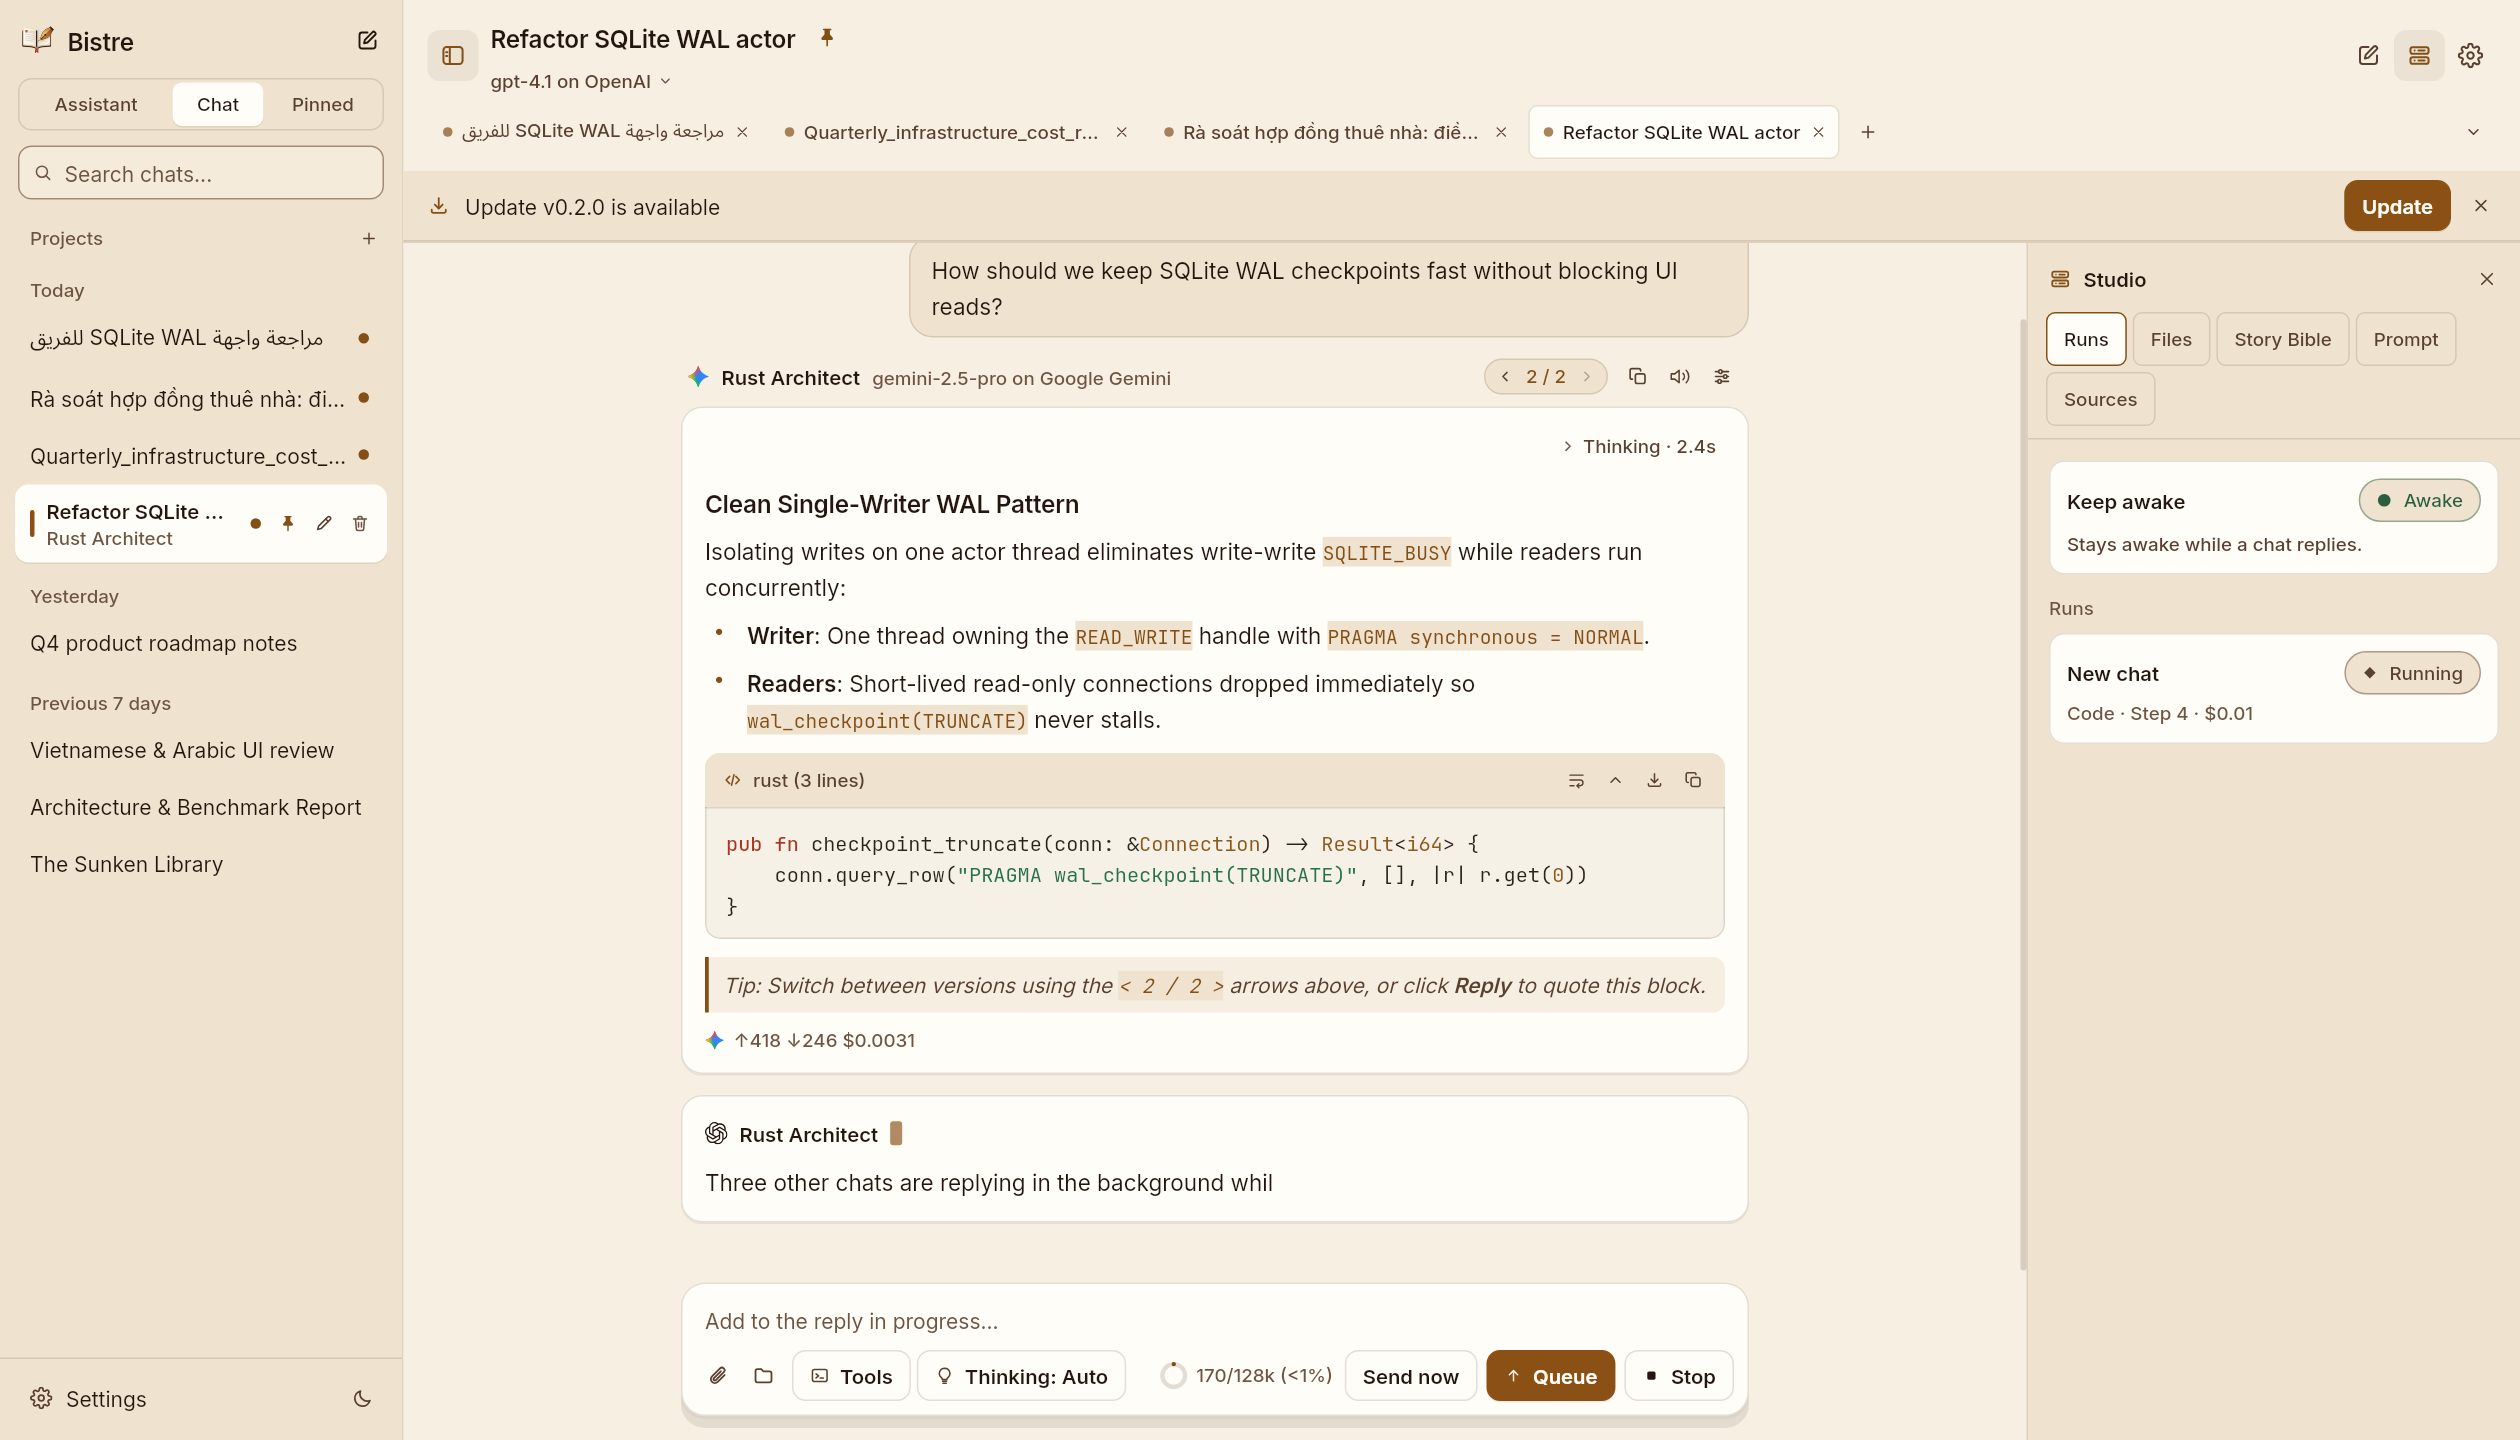 Bistre
Assistant
Chat
Pinned
Search chats...
Projects
Today
مراجعة واجهة SQLite WAL للفريق
Rà soát hợp đồng thuê nhà: đi...
Quarterly_infrastructure_cost_...
Refactor SQLite ...
Rust Architect
Yesterday
Q4 product roadmap notes
Previous 7 days
Vietnamese & Arabic UI review
Architecture & Benchmark Report
The Sunken Library
Settings
Refactor SQLite WAL actor
gpt-4.1 on OpenAI
مراجعة واجهة SQLite WAL للفريق
Quarterly_infrastructure_cost_r...
Rà soát hợp đồng thuê nhà: điề...
Refactor SQLite WAL actor
Update v0.2.0 is available
Update
How should we keep SQLite WAL checkpoints fast without blocking UI
reads?
Rust Architect gemini-2.5-pro on Google Gemini
2 / 2
Thinking · 2.4s
Clean Single-Writer WAL Pattern
Isolating writes on one actor thread eliminates write-write SQLITE_BUSY while readers run
concurrently:
• Writer: One thread owning the READ_WRITE handle with PRAGMA synchronous = NORMAL.
• Readers: Short-lived read-only connections dropped immediately so
wal_checkpoint(TRUNCATE) never stalls.
rust (3 lines)
pub fn checkpoint_truncate(conn: &Connection) -> Result<i64> {
    conn.query_row("PRAGMA wal_checkpoint(TRUNCATE)", [], |r| r.get(0))
}
Tip: Switch between versions using the < 2 / 2 > arrows above, or click Reply to quote this block.
↑418 ↓246 $0.0031
Rust Architect
Three other chats are replying in the background whil
Add to the reply in progress...
Tools
Thinking: Auto
170/128k (<1%)
Send now
Queue
Stop
Studio
Runs
Files
Story Bible
Prompt
Sources
Keep awake
Awake
Stays awake while a chat replies.
Runs
New chat
Running
Code · Step 4 · $0.01